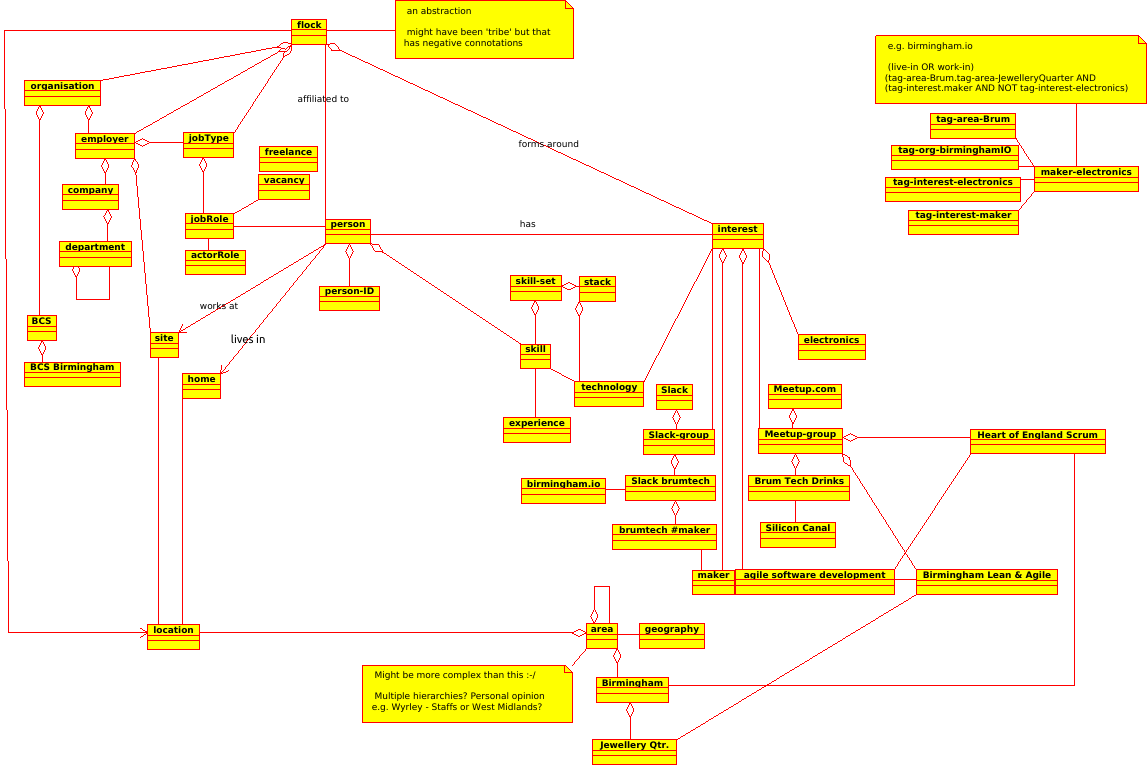 an abstraction
might have been 'tribe' but that
has negative connotations
flock
e.g. birmingham.io
(live-in OR work-in)
(tag-area-Brum.tag-area-JewelleryQuarter AND
(tag-interest.maker AND NOT tag-interest-electronics)
organisation
affiliated to
tag-area-Brum
employer
jobType
freelance
forms around
tag-org-birminghamIO
maker-electronics
vacancy
tag-interest-electronics
company
tag-interest-maker
jobRole
person
has
interest
department
actorRole
person-ID
skill-set
stack
works at
BCS
site
lives in
skill
electronics
BCS Birmingham
home
technology
Slack
Meetup.com
experience
Slack-group
Meetup-group
Heart of England Scrum
birmingham.io
Slack brumtech
Brum Tech Drinks
brumtech #maker
Silicon Canal
maker
agile software development
Birmingham Lean & Agile
location
area
geography
Might be more complex than this :-/
Multiple hierarchies? Personal opinion
e.g. Wyrley - Staffs or West Midlands?
Birmingham
Jewellery Qtr.